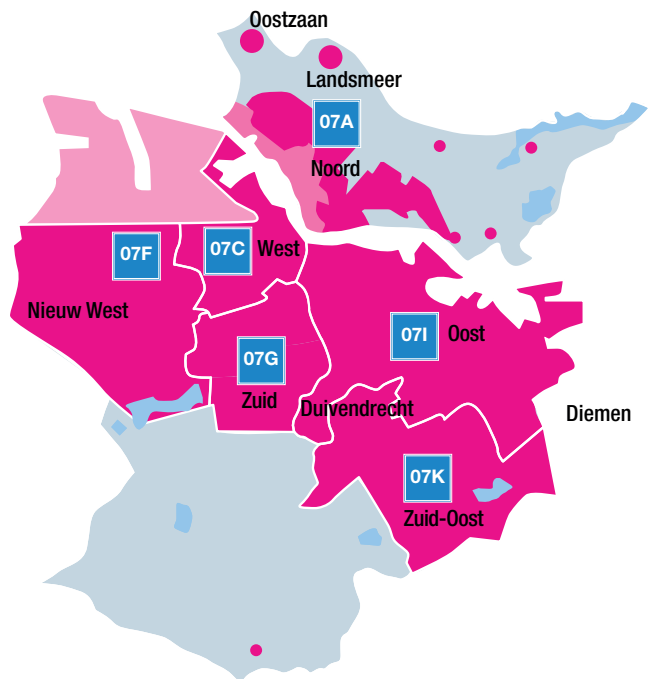 Oostzaan
Landsmeer
07A
Noord
07F
07C
West
Nieuw West
07I
Oost
07G
Zuid
Duivendrecht
Diemen
07K
Zuid-Oost